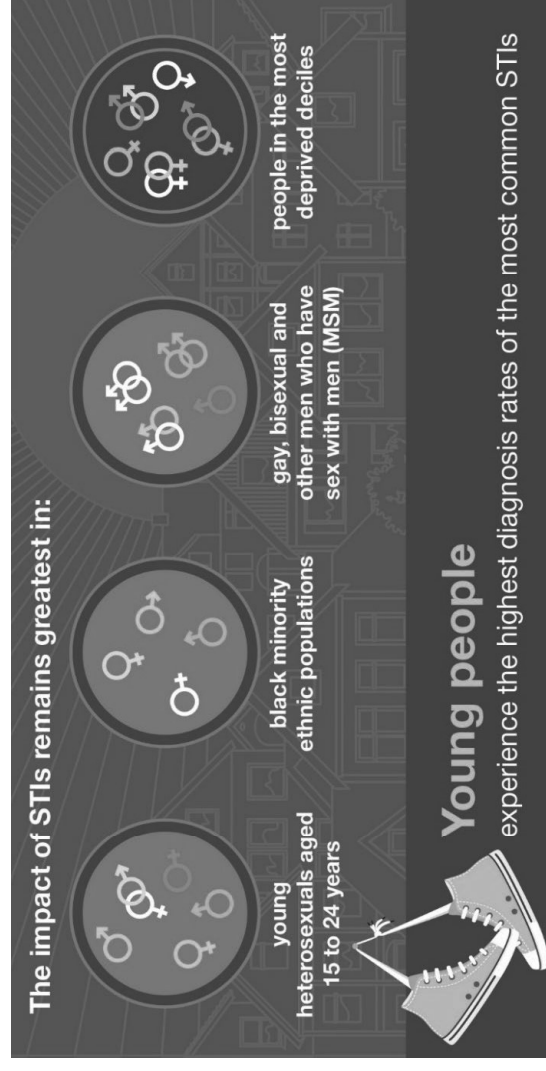 The impact of STIs remains greatest in:
young
heterosexuals aged
15 to 24 years
black minority
ethnic populations
gay, bisexual and
other men who have
sex with men (MSM)
people in the most
deprived deciles
Young people
experience the highest diagnosis rates of the most common STIs